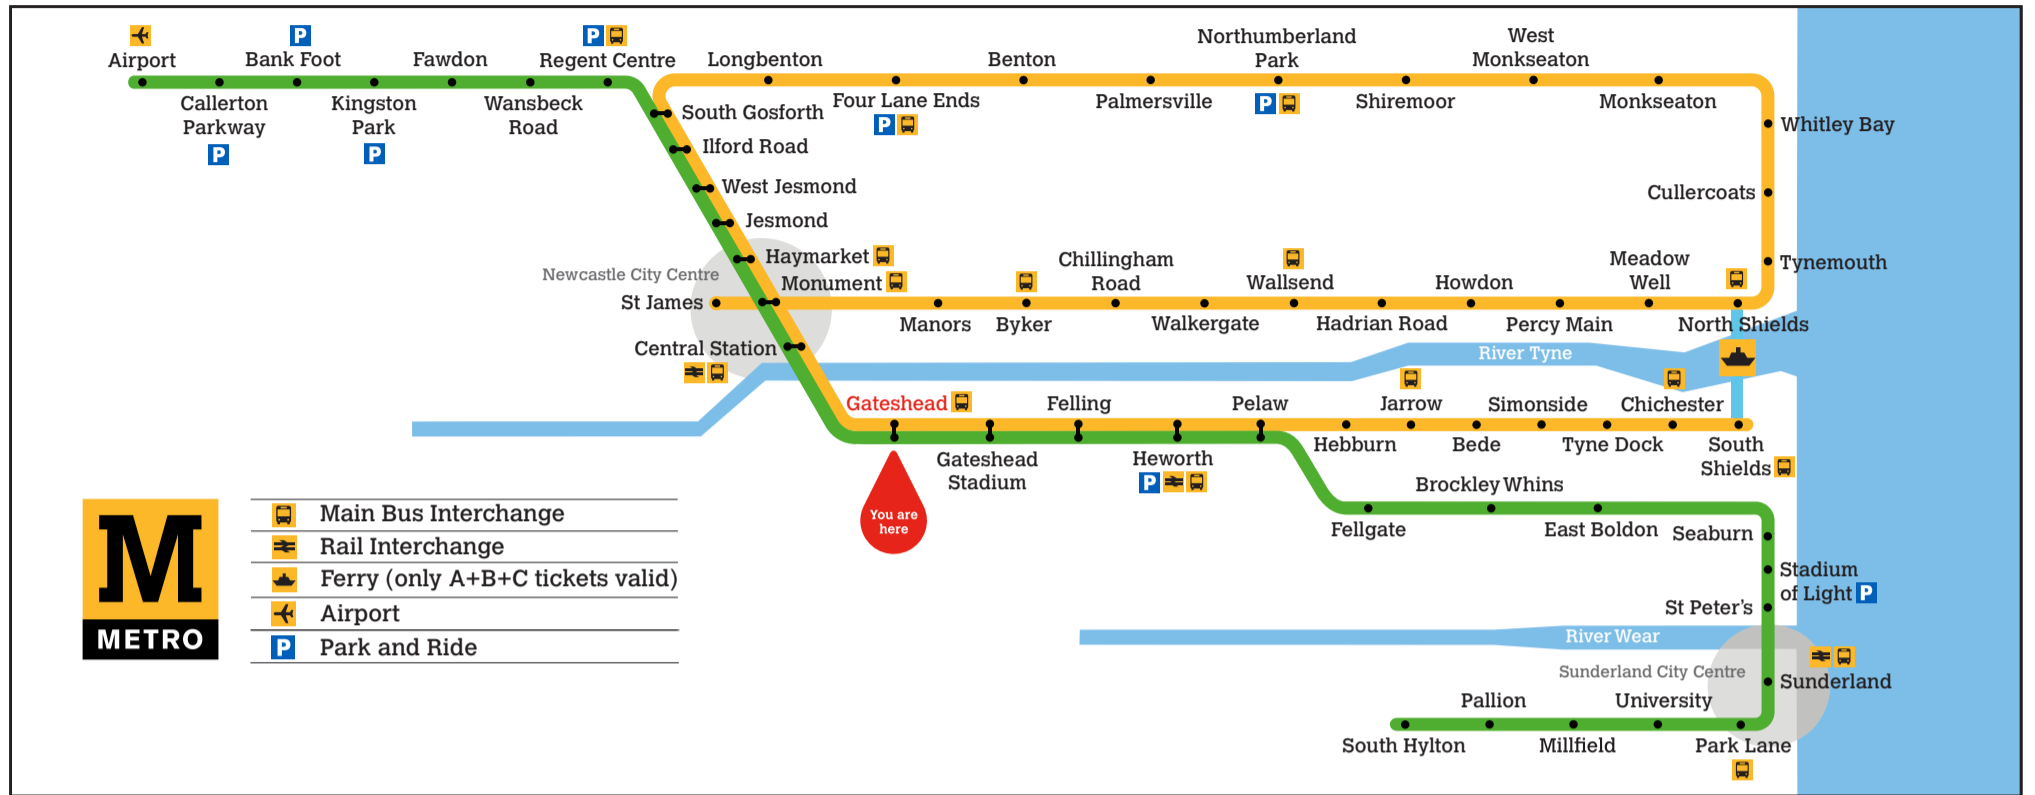 Airport
Callerton
Parkway
P
P
Bank Foot
Kingston
Park
P
Fawdon
Wansbeck
Road
P
Regent Centre
Longbenton
Four Lane Ends
P
Benton
Palmersville
Northumberland
Park
P
Shiremoor
West
Monkseaton
Monkseaton
Whitley Bay
Cullercoats
Tynemouth
South Gosforth
Ilford Road
West Jesmond
Jesmond
Haymarket
Newcastle City Centre
Monument
St James
Central Station
Manors
Byker
Chillingham
Road
Walkergate
Wallsend
Hadrian Road
Howdon
Percy Main
Meadow
Well
North Shields
River Tyne
Gateshead
You are
here
Gateshead
Stadium
Felling
Heworth
P
Pelaw
Hebburn
Jarrow
Bede
Simonside
Tyne Dock
Chichester
South
Shields
Fellgate
Brockley Whins
East Boldon
Seaburn
Stadium
of Light P
St Peter's
River Wear
Sunderland City Centre
Sunderland
Park Lane
University
Millfield
Pallion
South Hylton
M
METRO
Main Bus Interchange
Rail Interchange
Ferry (only A+B+C tickets valid)
Airport
P Park and Ride